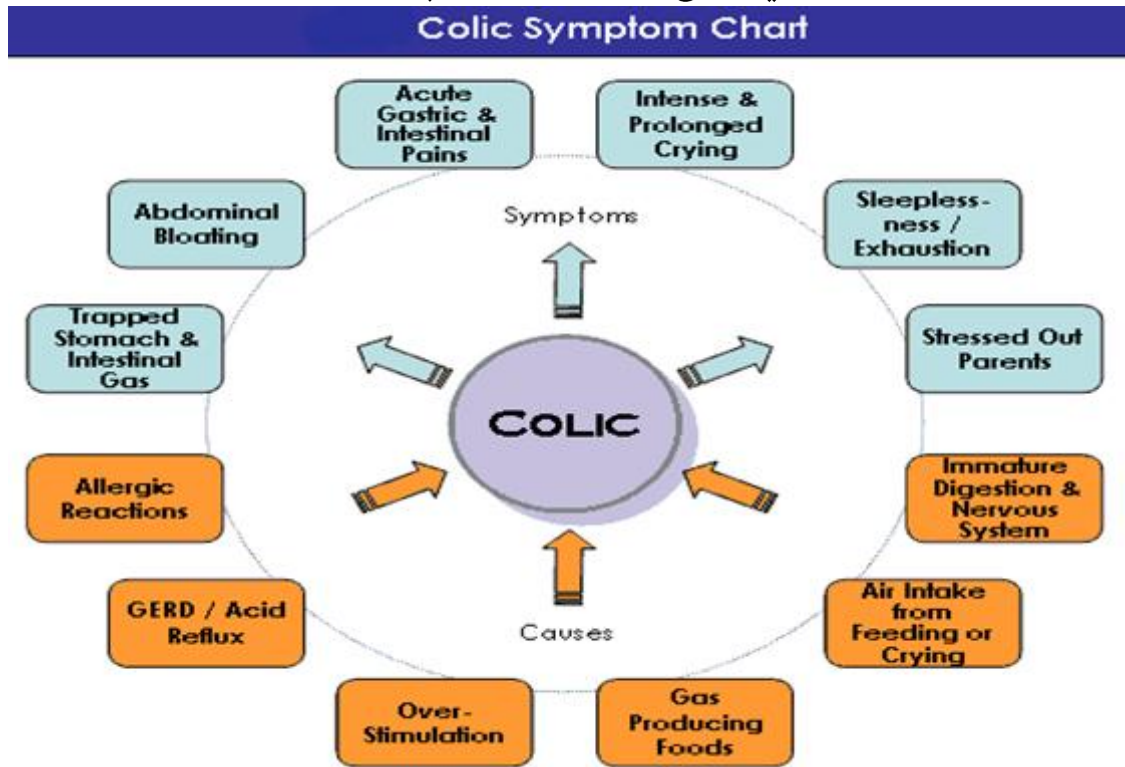 Colic Symptom Chart
Acute
Gastric &
Intestinal
Pains
Intense &
Prolonged
Crying
Abdominal
Bloating
Symptoms
Sleepless-
ness /
Exhaustion
Trapped
Stomach &
Intestinal
Gas
Stressed Out
Parents
COLIC
Allergic
Reactions
Immature
Digestion &
Nervous
System
GERD / Acid
Reflux
Causes
Air Intake
from
Feeding or
Crying
Over-
Stimulation
Gas
Producing
Foods